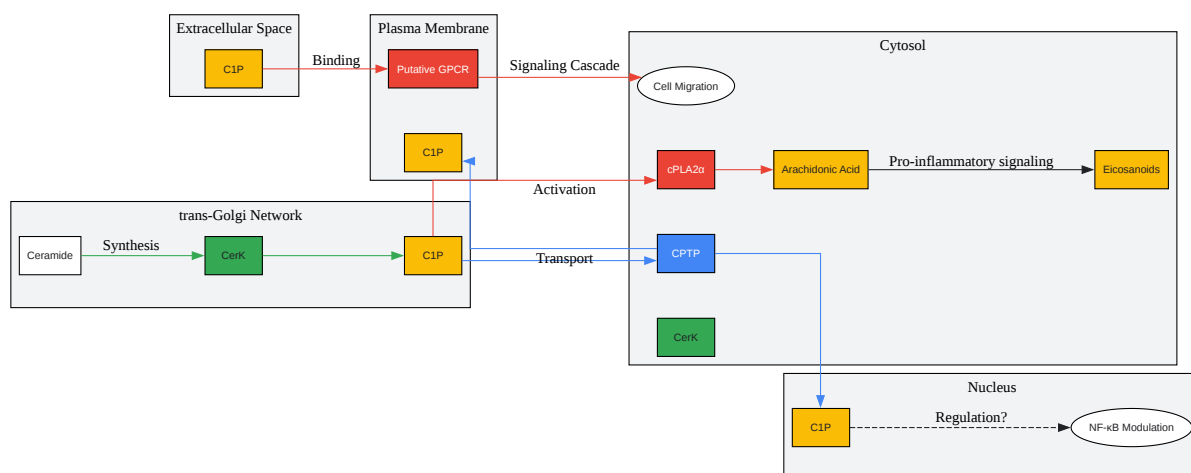 Extracellular Space
C1P
Binding
Plasma Membrane
Putative GPCR
C1P
Signaling Cascade
Cytosol
Cell Migration
cPLA2α
Arachidonic Acid
Pro-inflammatory signaling
Eicosanoids
Activation
trans-Golgi Network
Ceramide
Synthesis
CerK
C1P
Transport
CPTP
CerK
Nucleus
C1P
Regulation?
NF-κB Modulation